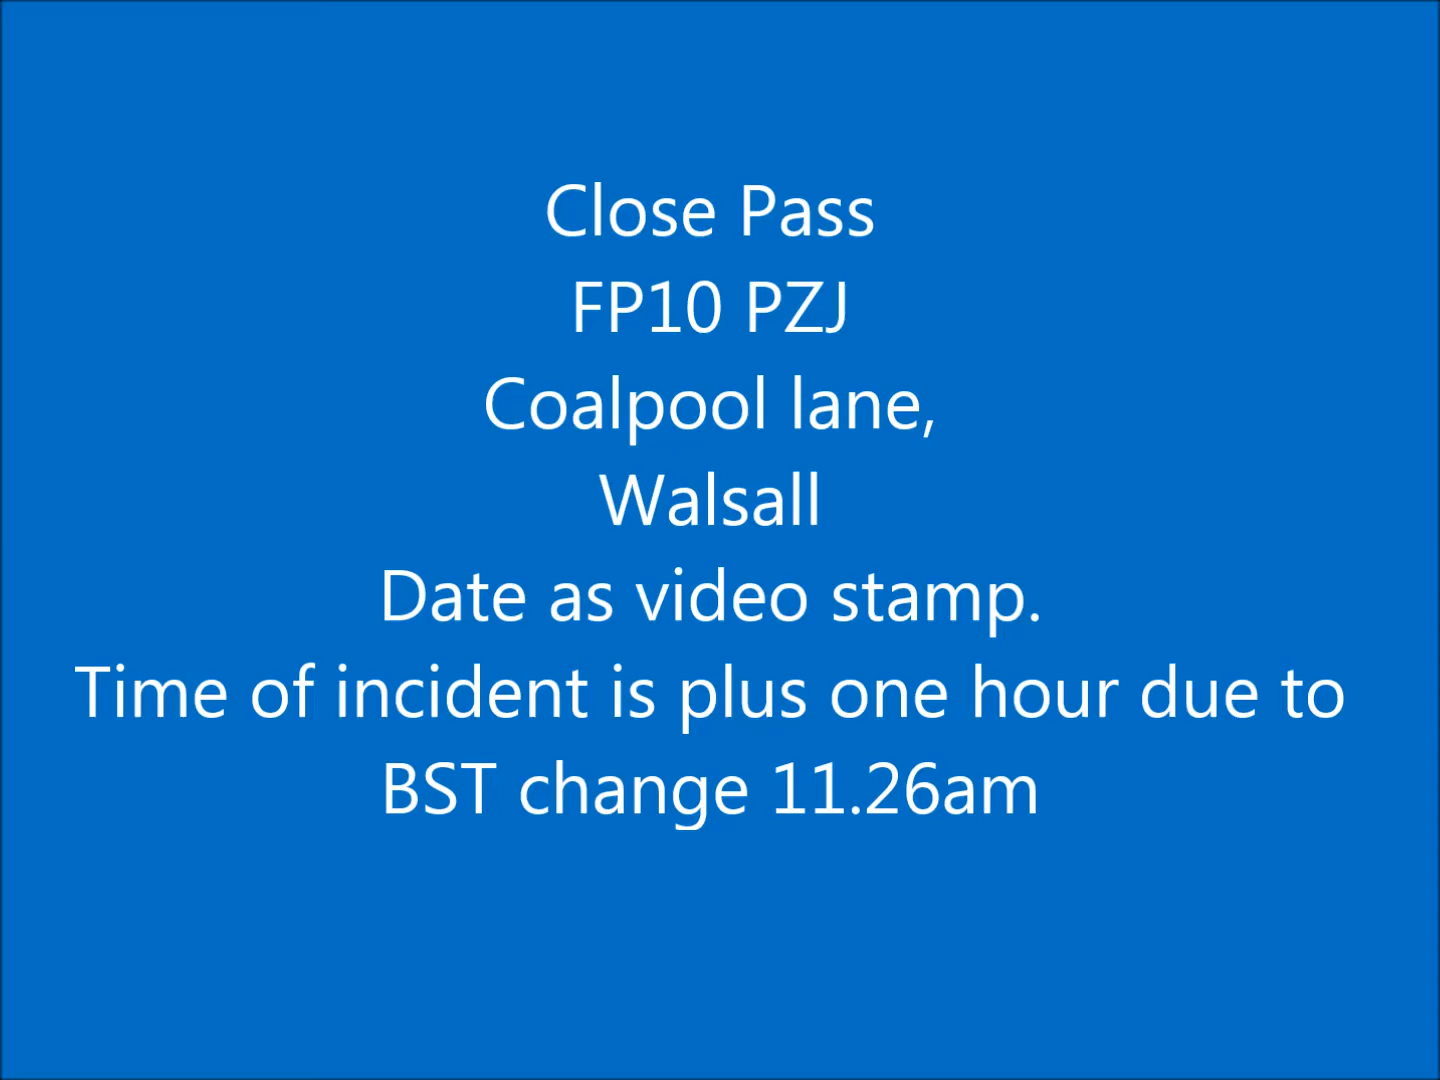 Close Pass
FP10 PZJ
Coalpool lane,
Walsall
Date as video stamp.
Time of incident is plus one hour due to
BST change 11.26am